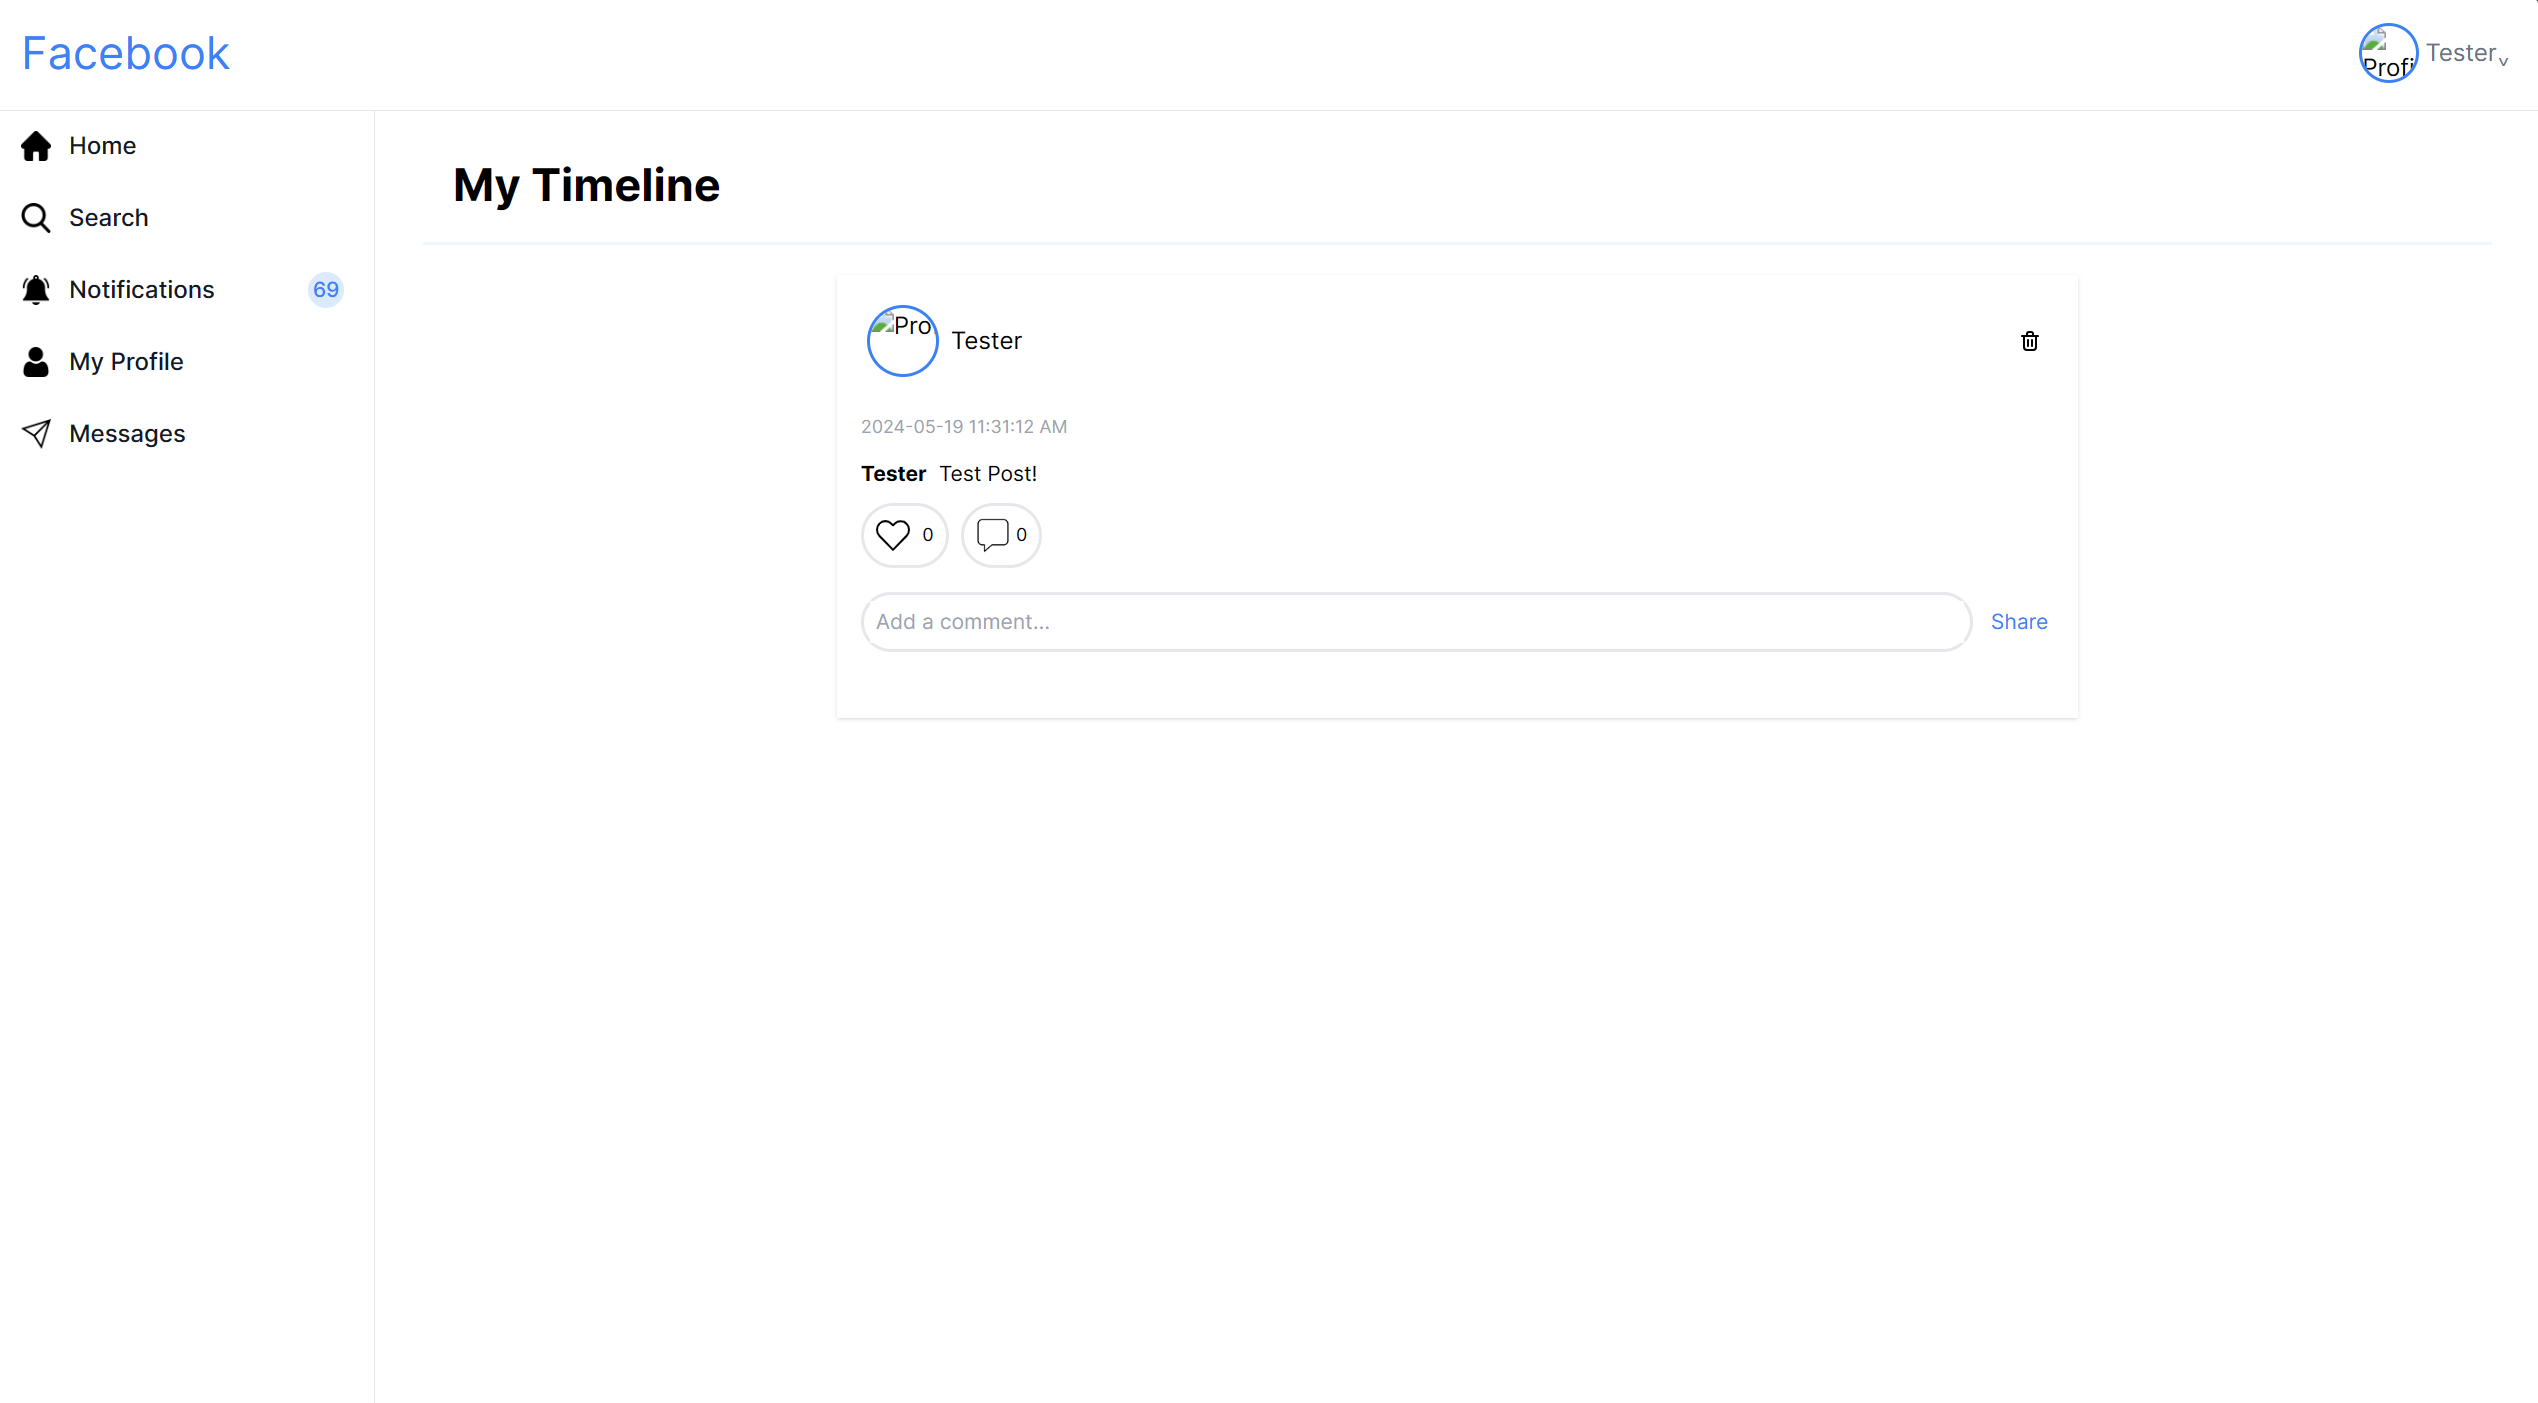 Facebook
Profi
Tester
Home
Search
Notifications 69
My Profile
Messages
My Timeline
Pro
Tester
2024-05-19 11:31:12 AM
Tester Test Post!
0 0
Add a comment...
Share